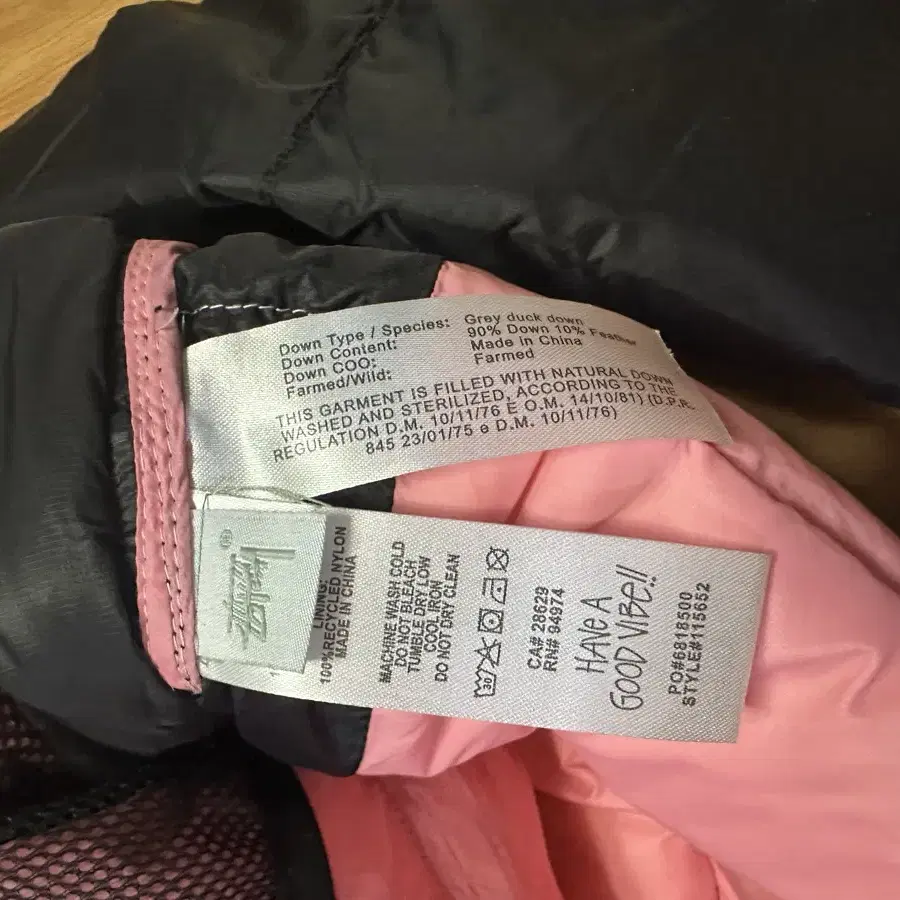 Down Type / Species: Grey duck down
Down Content: 90% Down 10% Feather
Down COO: Made in China
Farmed/Wild: Farmed
THIS GARMENT IS FILLED WITH NATURAL DOWN
WASHED AND STERILIZED, ACCORDING TO THE
REGULATION D.M. 10/11/76 E O.M. 14/10/81) (D.P.R.
845 23/01/75 e D.M. 10/11/76)
LINING:
100%RECYCLED NYLON
MADE IN CHINA
MACHINE WASH COLD
DO NOT BLEACH
TUMBLE DRY LOW
COOL IRON
DO NOT DRY CLEAN
30
CA# 28629
RN# 94974
HAVE A
GOOD VIBE!!
PO#6818500
STYLE#115652